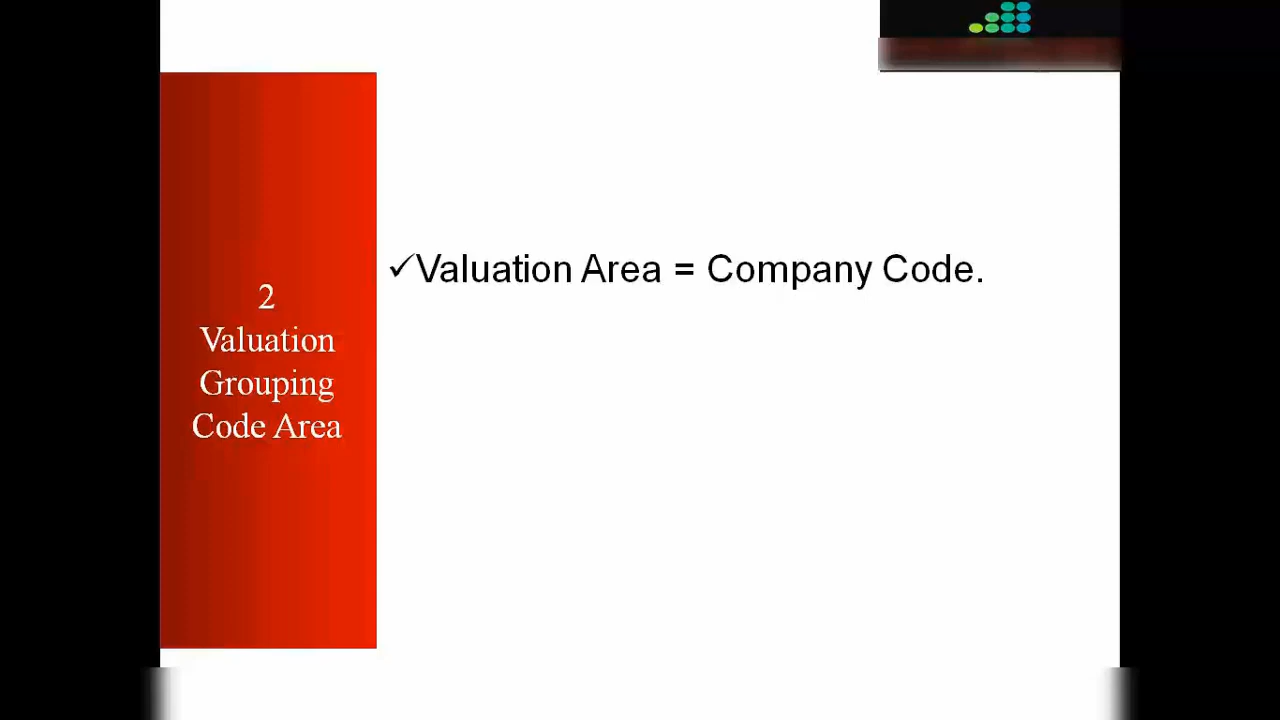 2
Valuation
Grouping
Code Area
✓Valuation Area = Company Code.